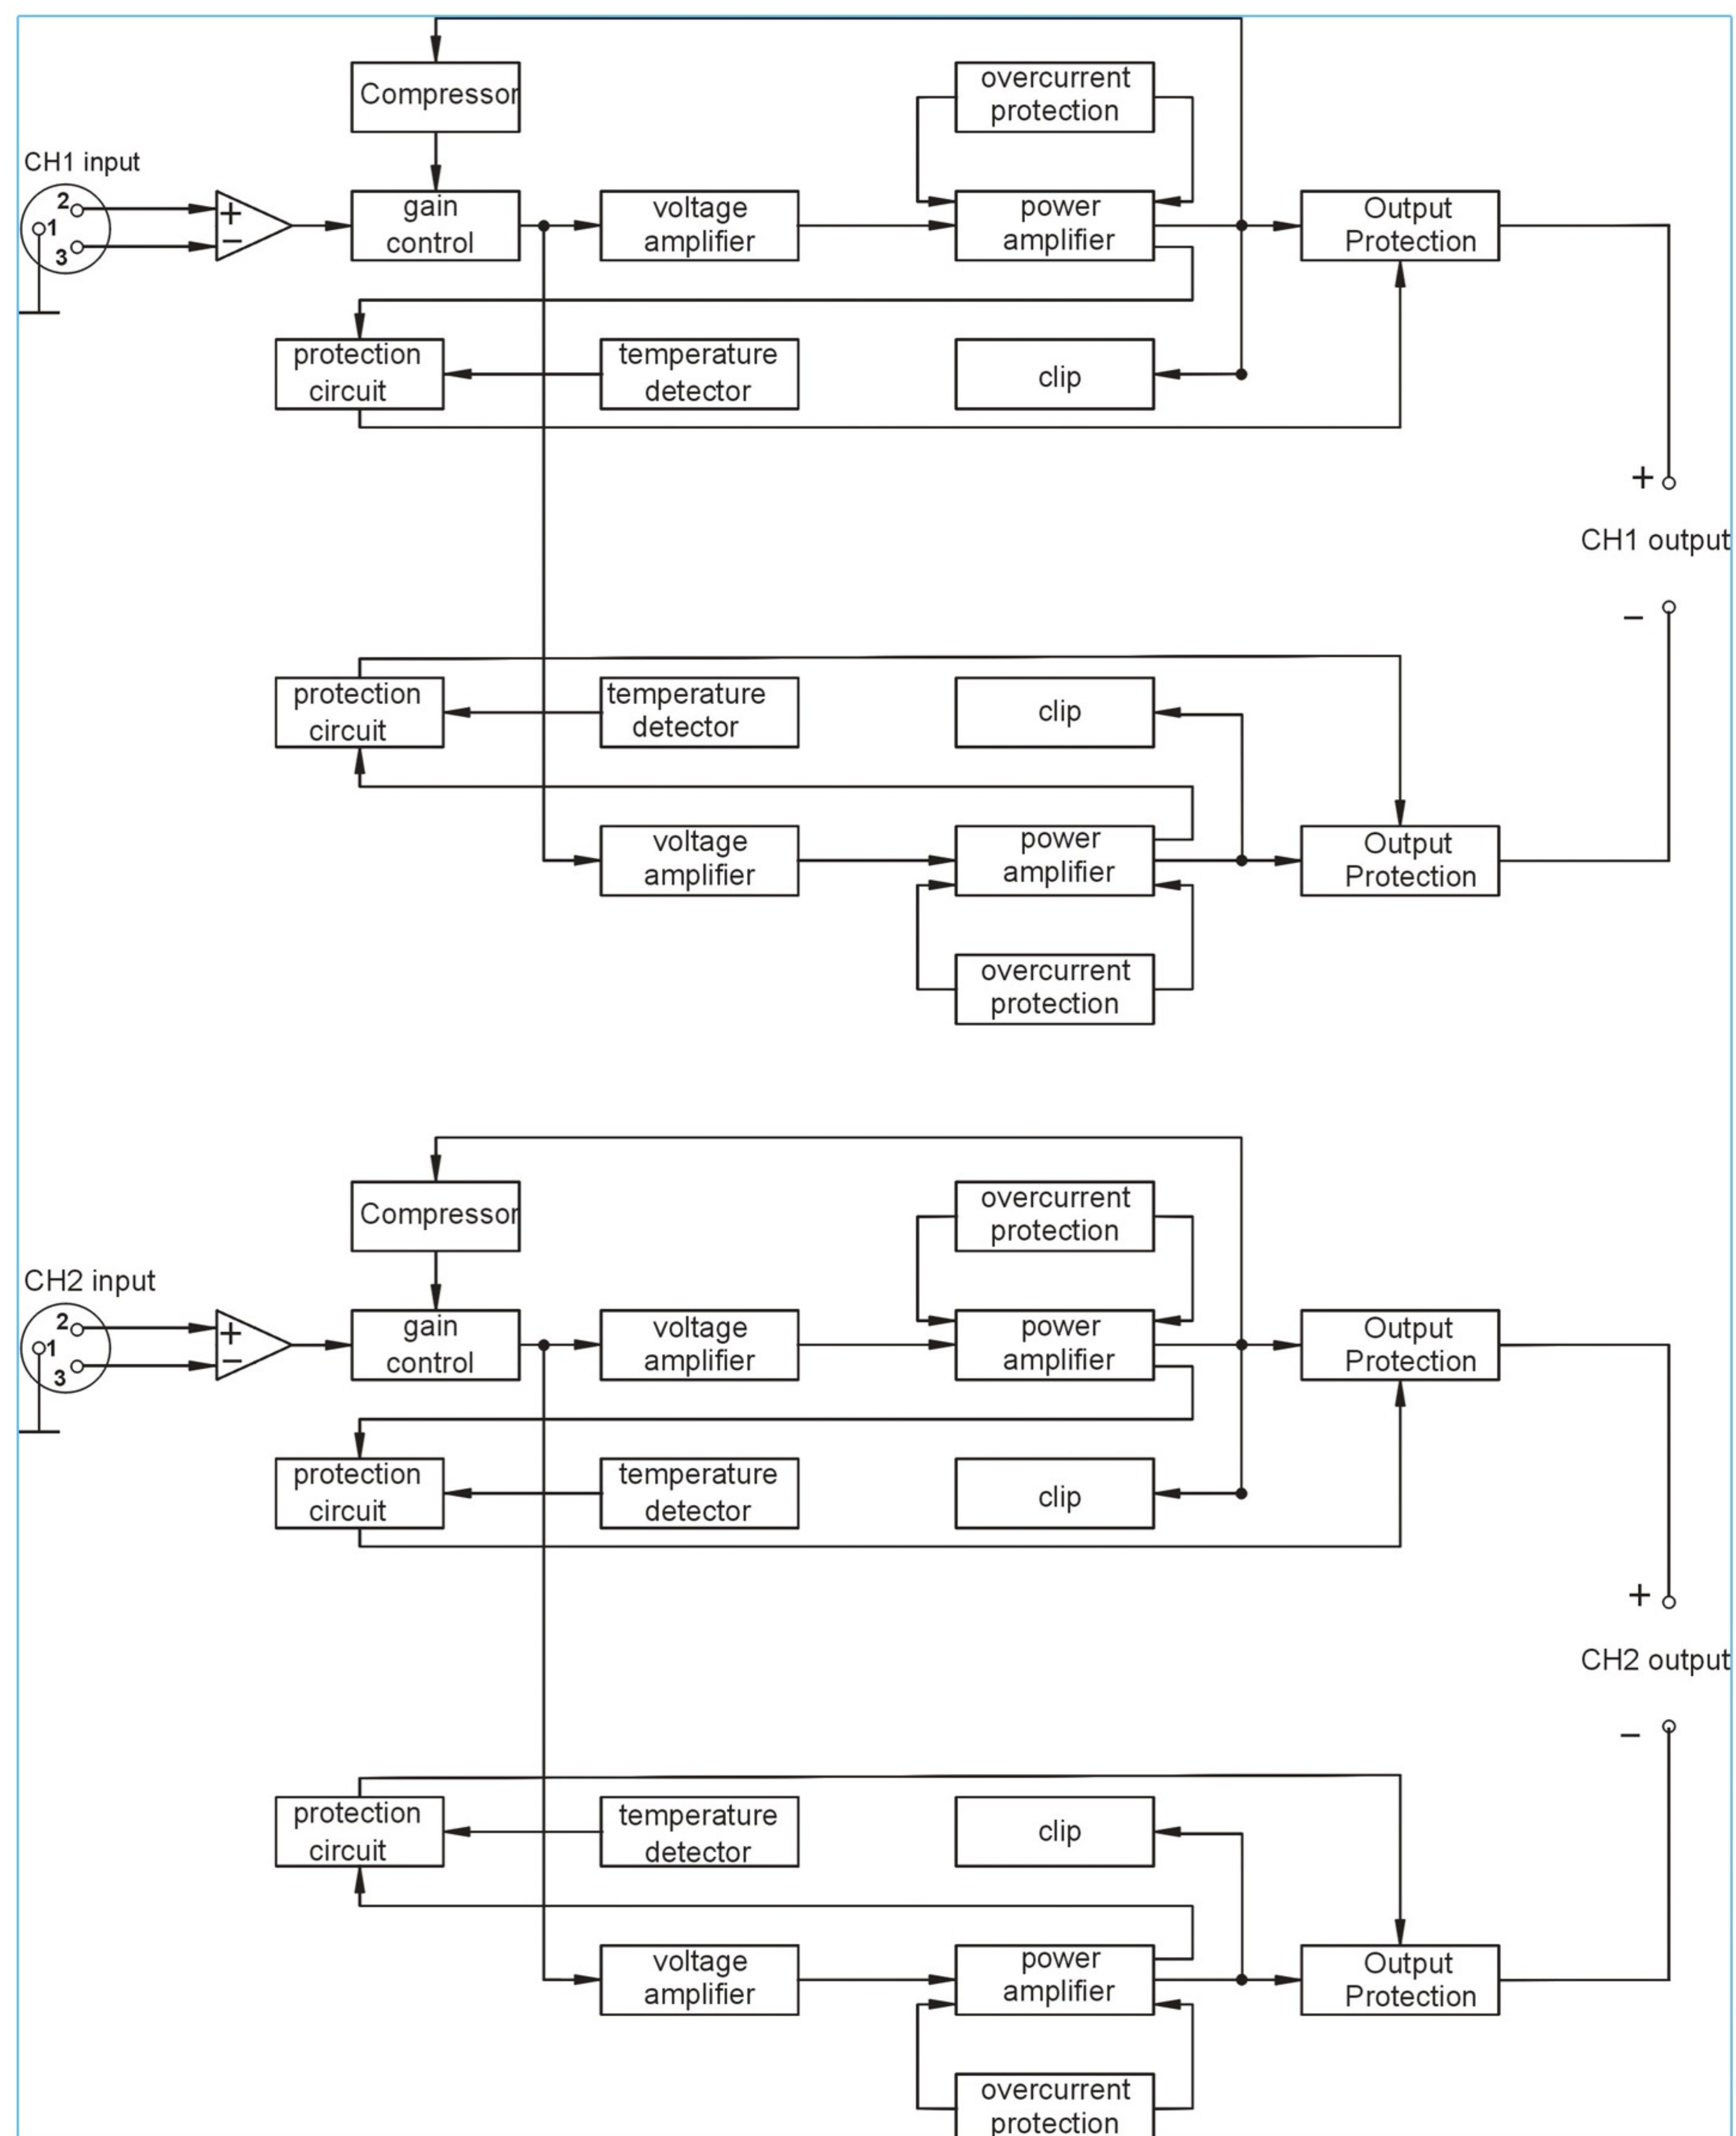 Compressor
overcurrent
protection
CH1 input
2
1
3
+
−
gain
control
voltage
amplifier
power
amplifier
Output
Protection
protection
circuit
temperature
detector
clip
+
CH1 output
−
protection
circuit
temperature
detector
clip
voltage
amplifier
power
amplifier
Output
Protection
overcurrent
protection
Compressor
overcurrent
protection
CH2 input
2
1
3
+
−
gain
control
voltage
amplifier
power
amplifier
Output
Protection
protection
circuit
temperature
detector
clip
+
CH2 output
−
protection
circuit
temperature
detector
clip
voltage
amplifier
power
amplifier
Output
Protection
overcurrent
protection